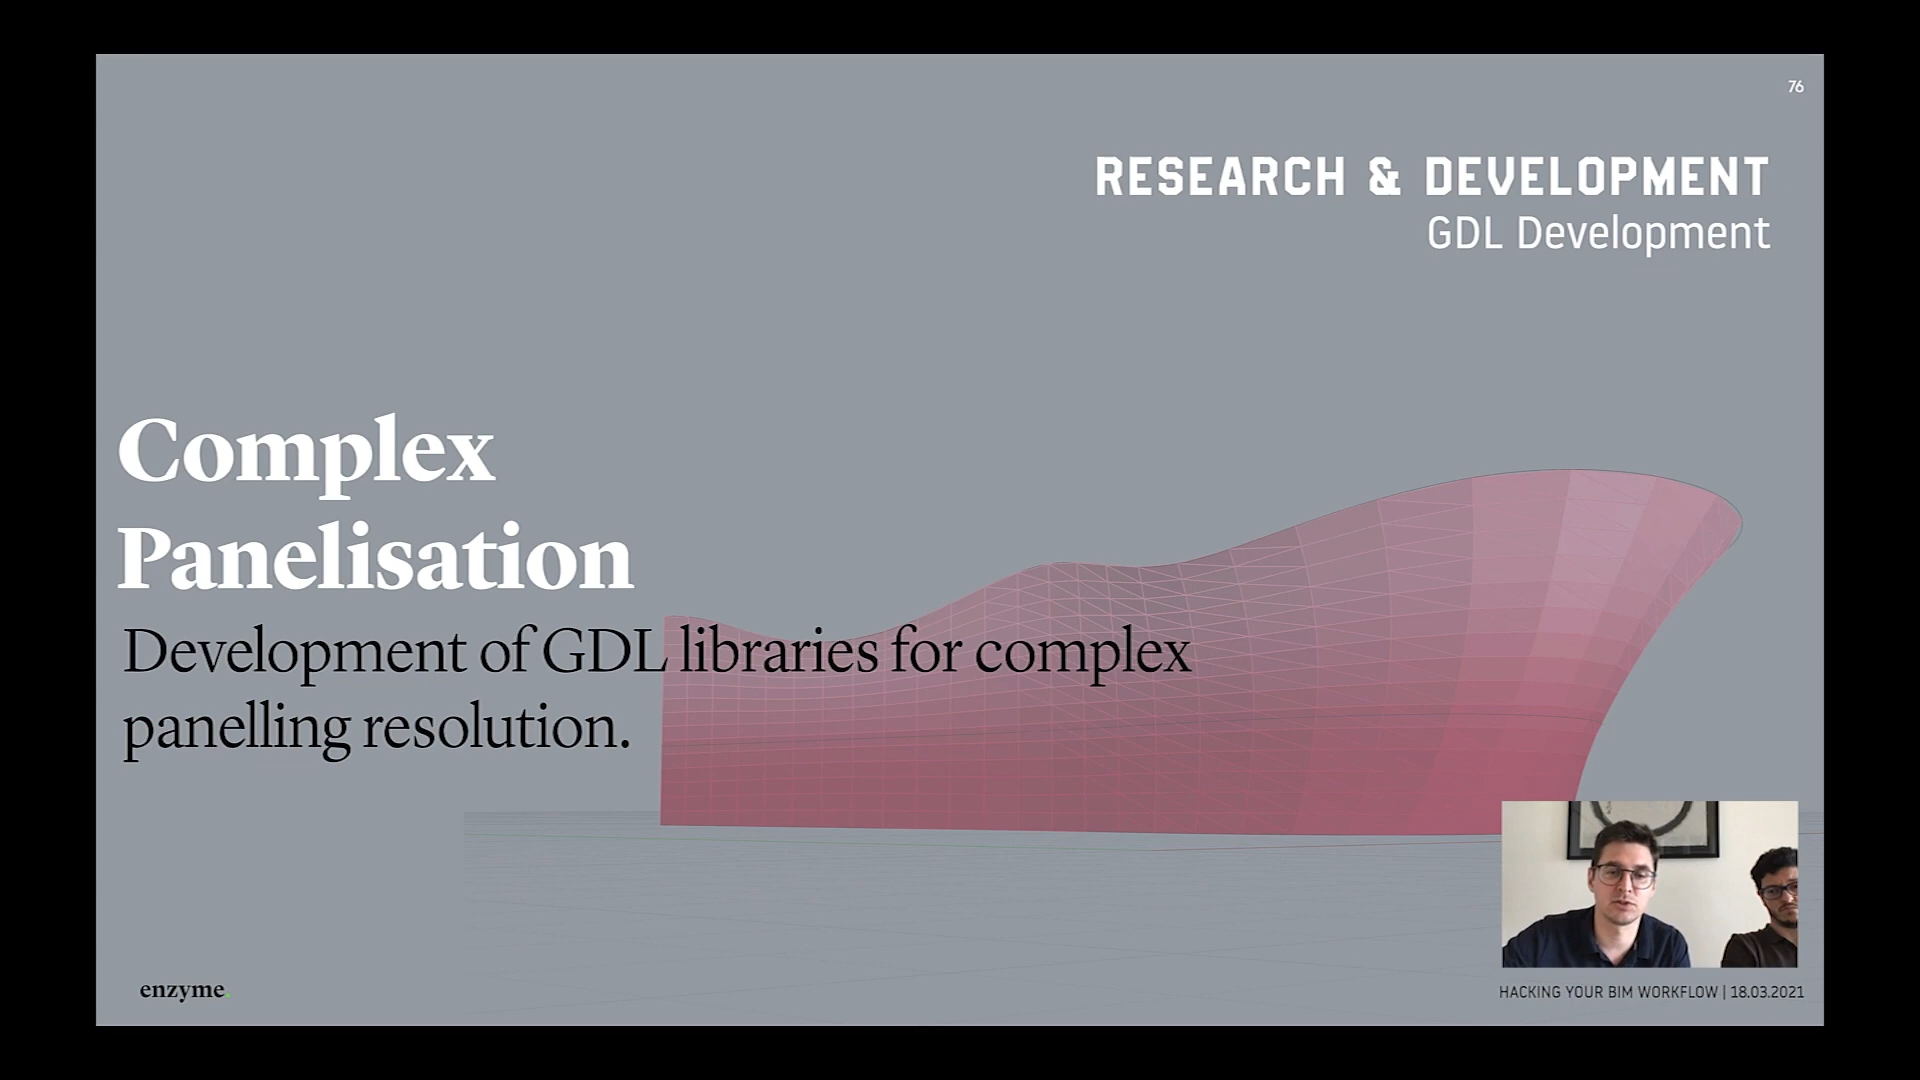 76
RESEARCH & DEVELOPMENT
GDL Development
Complex
Panelisation
Development of GDL libraries for complex
panelling resolution.
enzyme.
HACKING YOUR BIM WORKFLOW | 18.03.2021